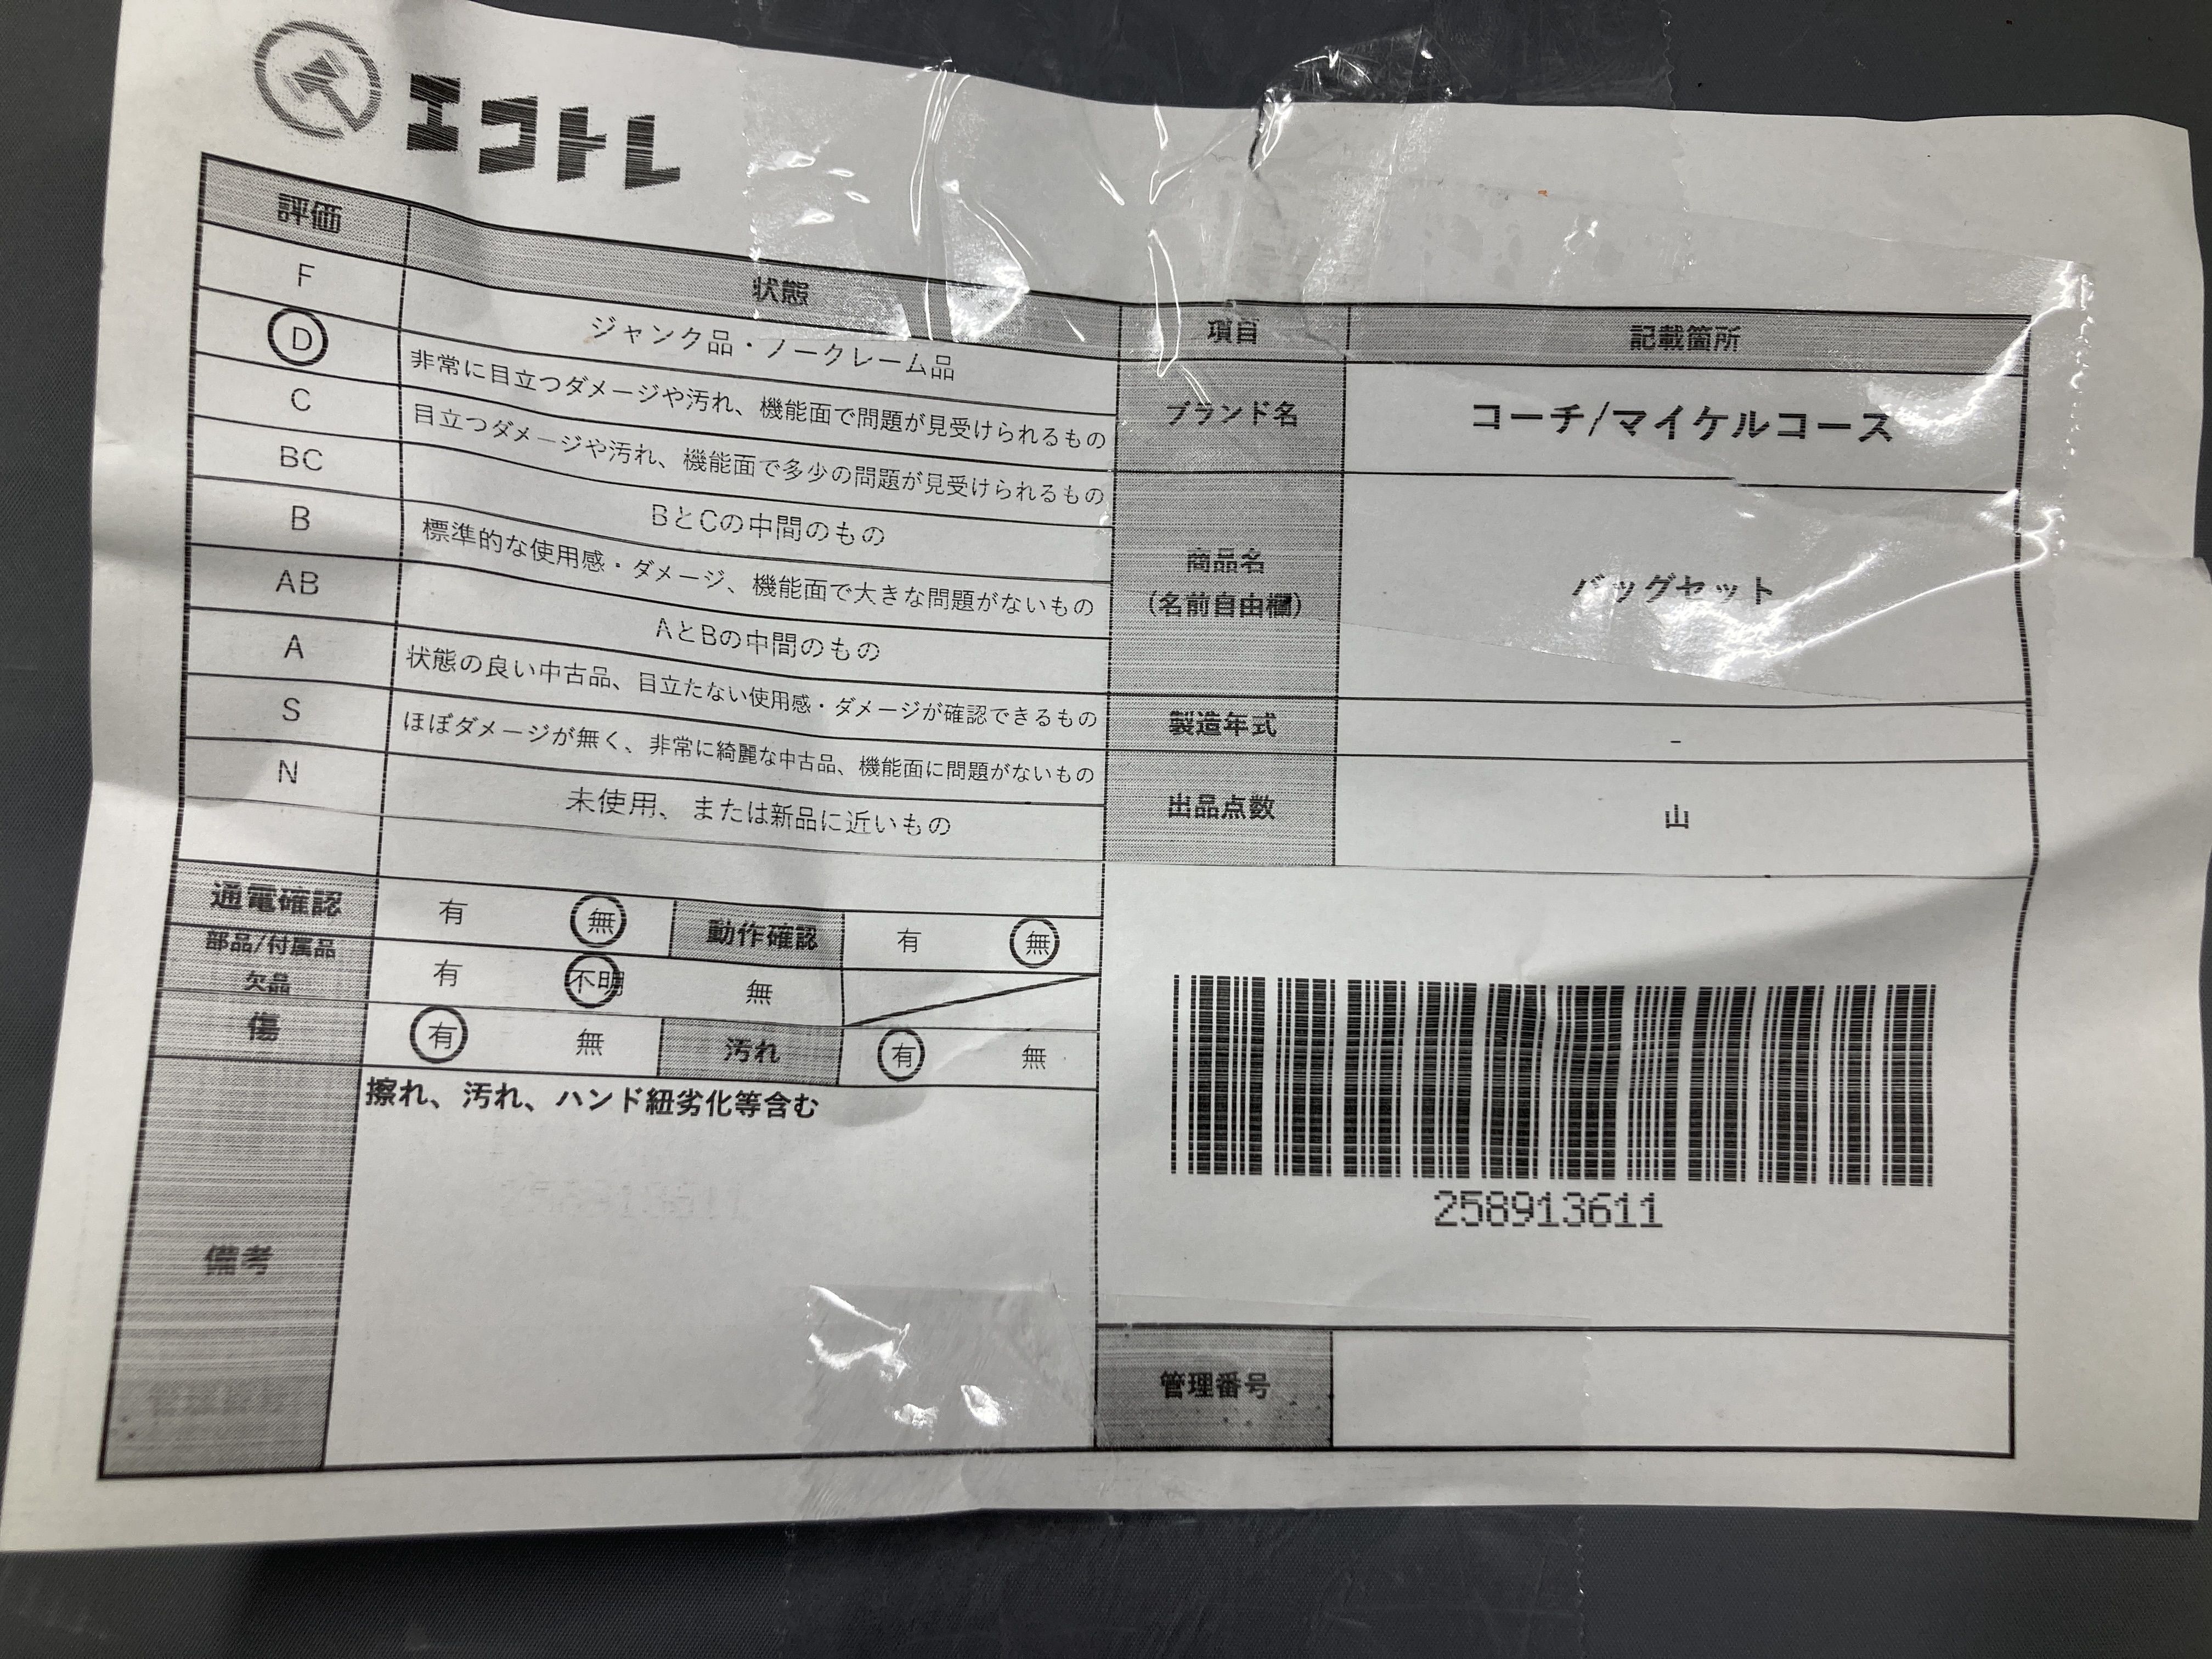 エコトレ
評価 状態
F ジャンク品・ノークレーム品
D 非常に目立つダメージや汚れ、機能面で問題が見受けられるもの
C 目立つダメージや汚れ、機能面で多少の問題が見受けられるもの
BC BとCの中間のもの
B 標準的な使用感・ダメージ、機能面で大きな問題がないもの
AB AとBの中間のもの
A 状態の良い中古品、目立たない使用感・ダメージが確認できるもの
S ほぼダメージが無く、非常に綺麗な中古品、機能面に問題がないもの
N 未使用、または新品に近いもの
通電確認 有 無 動作確認 有 無
部品/付属品
欠品 有 不明 無
傷 有 無 汚れ 有 無
備考 擦れ、汚れ、ハンド紐劣化等含む
項目 記載箇所
ブランド名 コーチ/マイケルコース
商品名
(名前自由欄) バッグセット
製造年式 -
出品点数 山
258913611
管理番号